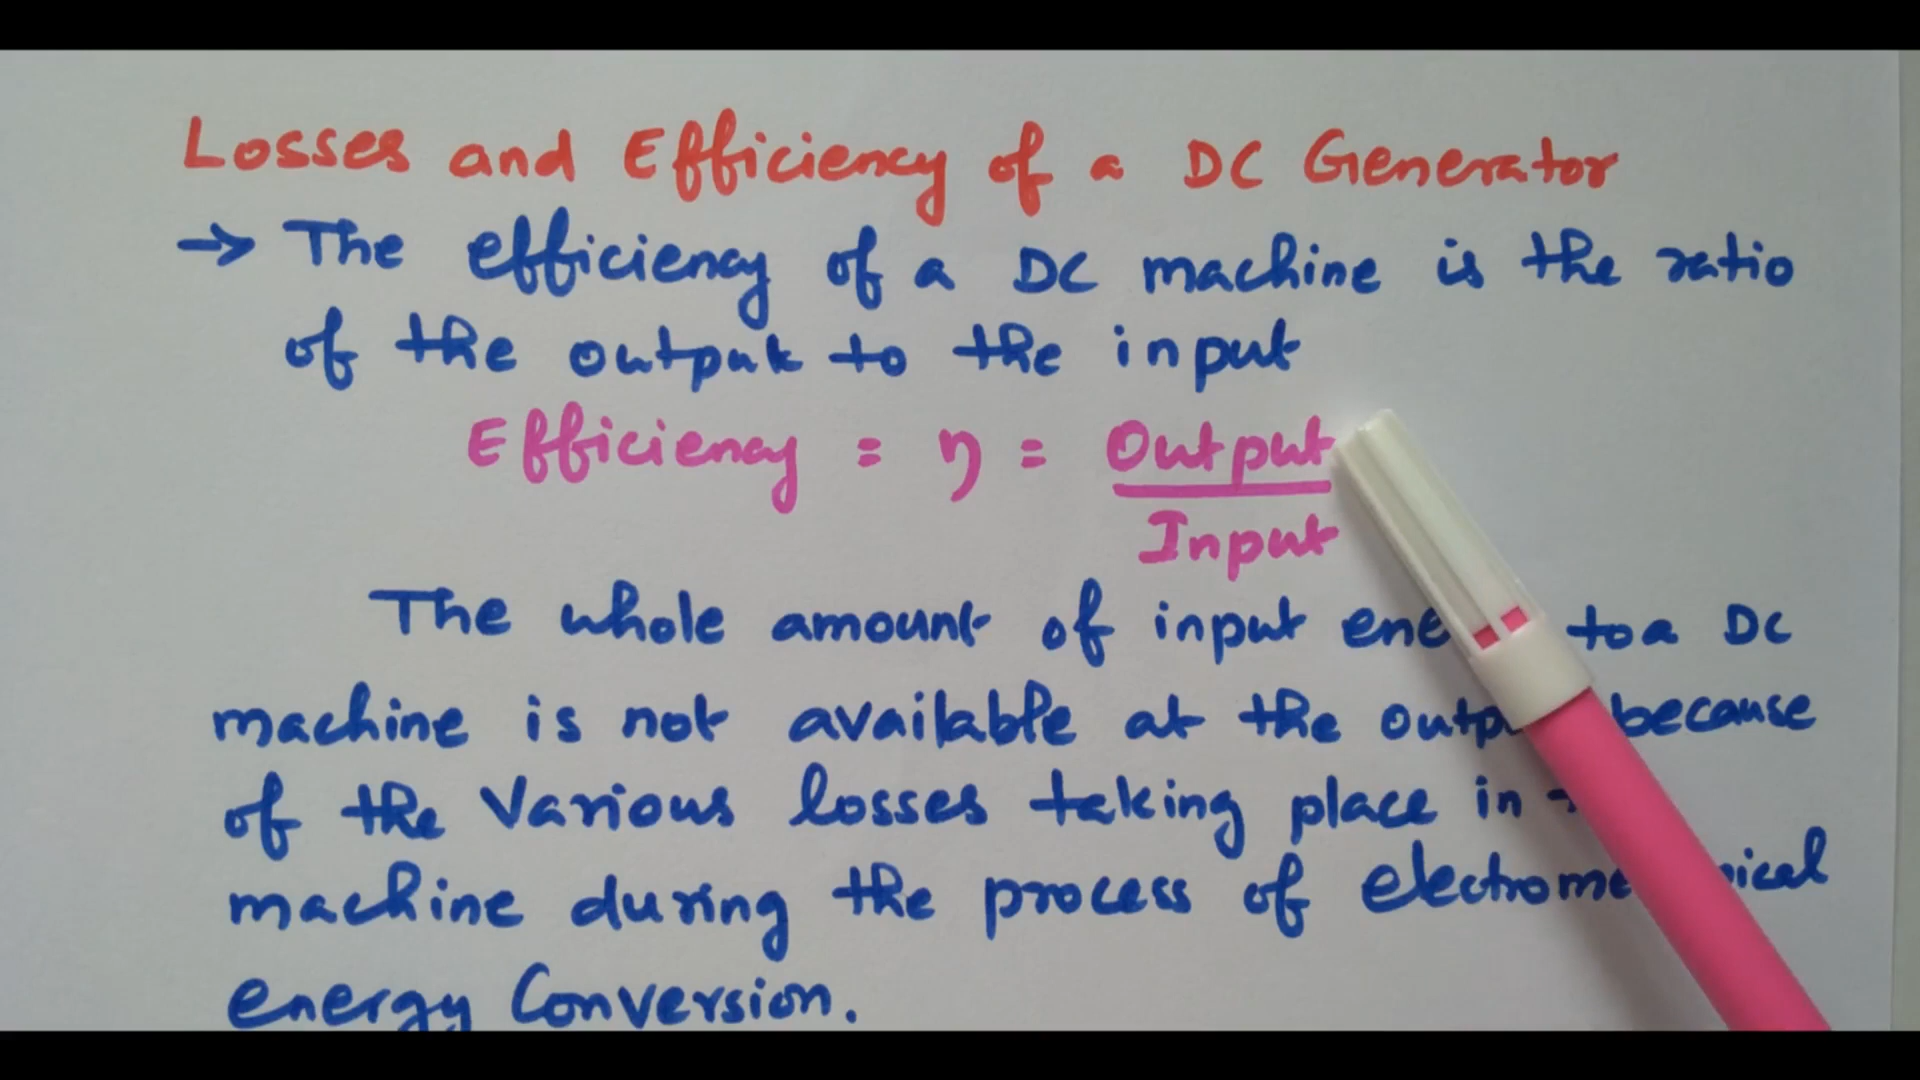 Losses and Efficiency of a DC Generator
→ The efficiency of a DC machine is the ratio
of the output to the input
Efficiency = η = Output
Input
The whole amount of input to a DC
machine is not available at the because
of the Various losses taking place in
machine during the process of
energy Conversion.